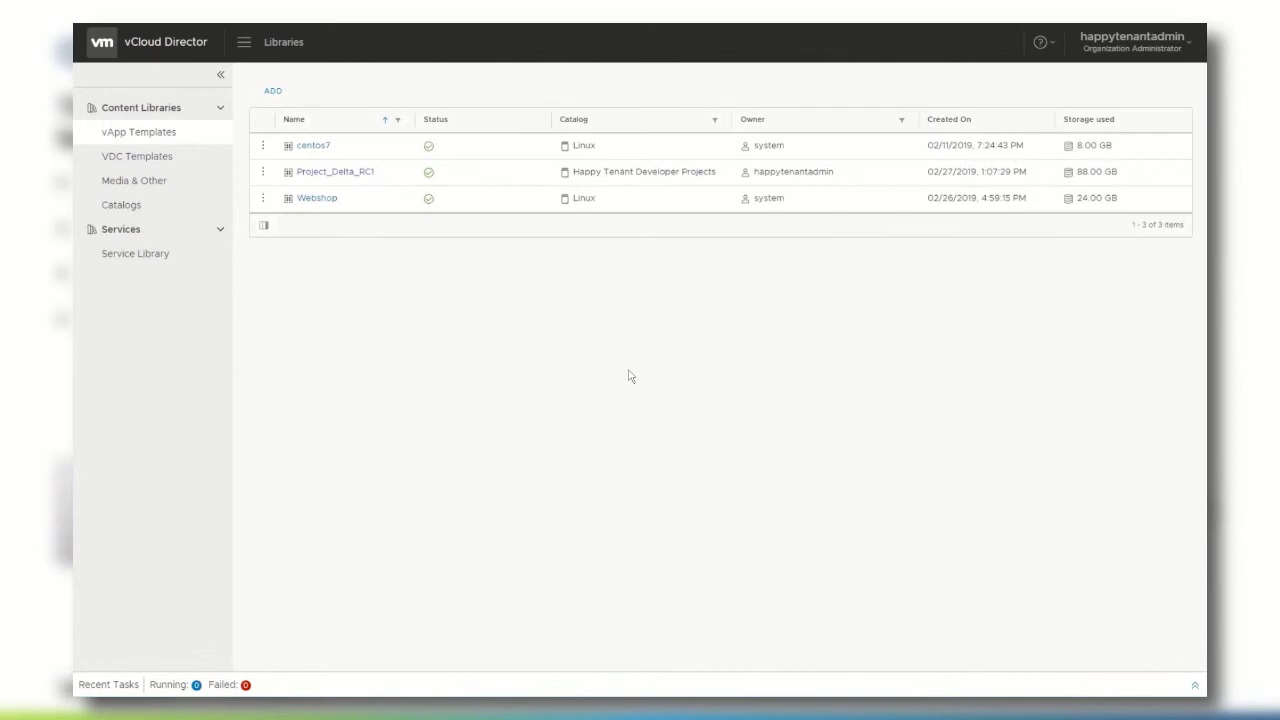 vm vCloud Director Libraries happytenantadmin
Organization Administrator
Content Libraries
vApp Templates
VDC Templates
Media & Other
Catalogs
Services
Service Library
ADD
Name Status Catalog Owner Created On Storage used
centos7 Linux system 02/11/2019, 7:24:43 PM 8.00 GB
Project_Delta_RC1 Happy Tenant Developer Projects happytenantadmin 02/27/2019, 1:07:29 PM 88.00 GB
Webshop Linux system 02/26/2019, 4:59:15 PM 24.00 GB
1 - 3 of 3 items
Recent Tasks Running: 0 Failed: 0